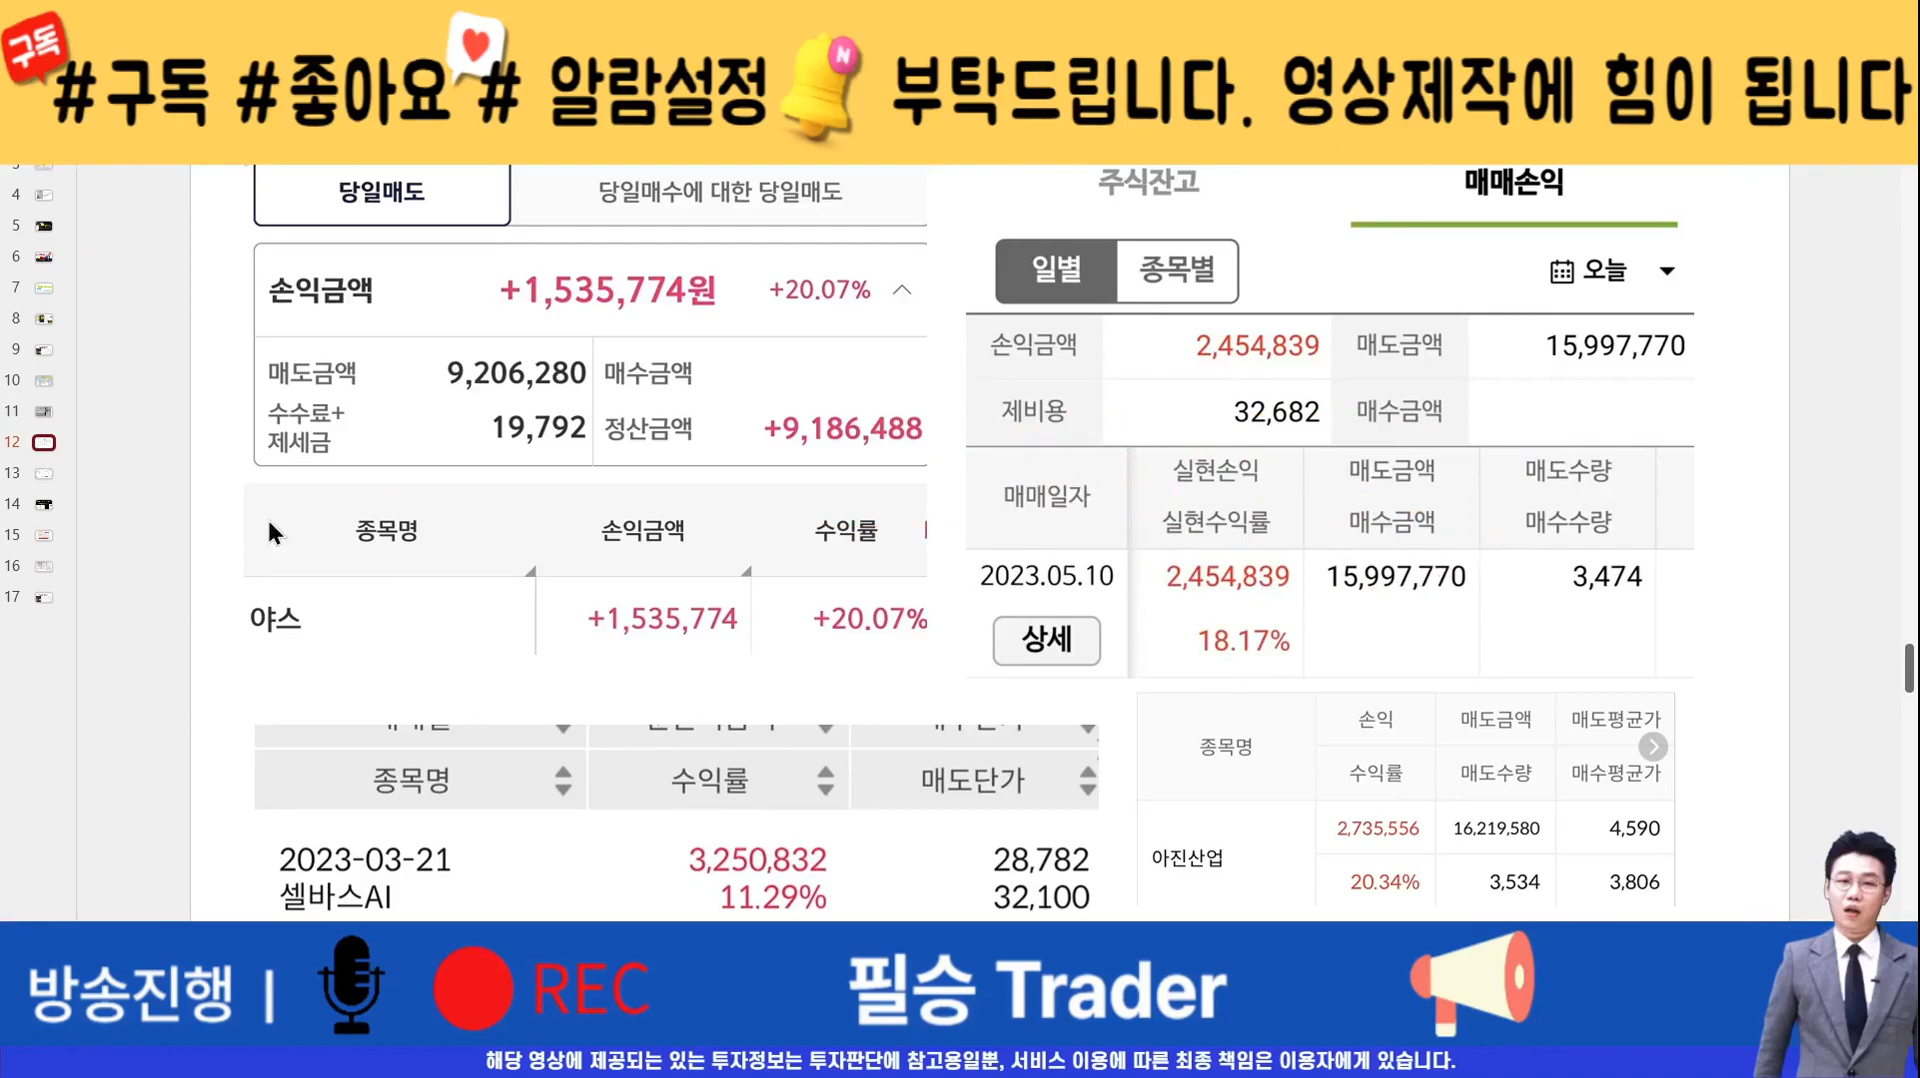 구독
#구독 #좋아요 # 알람설정 N 부탁드립니다. 영상제작에 힘이 됩니다
4
5
6
7
8
9
10
11
12
13
14
15
16
17
당일매도 당일매수에 대한 당일매도
손익금액 +1,535,774원 +20.07%
매도금액 9,206,280 매수금액
수수료+
제세금 19,792 정산금액 +9,186,488
종목명 손익금액 수익률
야스 +1,535,774 +20.07%
주식잔고 매매손익
일별 종목별 오늘
손익금액 2,454,839 매도금액 15,997,770
제비용 32,682 매수금액
매매일자 실현손익 매도금액 매도수량
실현수익률 매수금액 매수수량
2023.05.10 2,454,839 15,997,770 3,474
상세 18.17%
종목명 수익률 매도단가
2023-03-21 3,250,832 28,782
셀바스AI 11.29% 32,100
종목명 손익 매도금액 매도평균가
수익률 매도수량 매수평균가
아진산업 2,735,556 16,219,580 4,590
20.34% 3,534 3,806
방송진행 | REC 필승 Trader
해당 영상에 제공되는 있는 투자정보는 투자판단에 참고용일뿐, 서비스 이용에 따른 최종 책임은 이용자에게 있습니다.